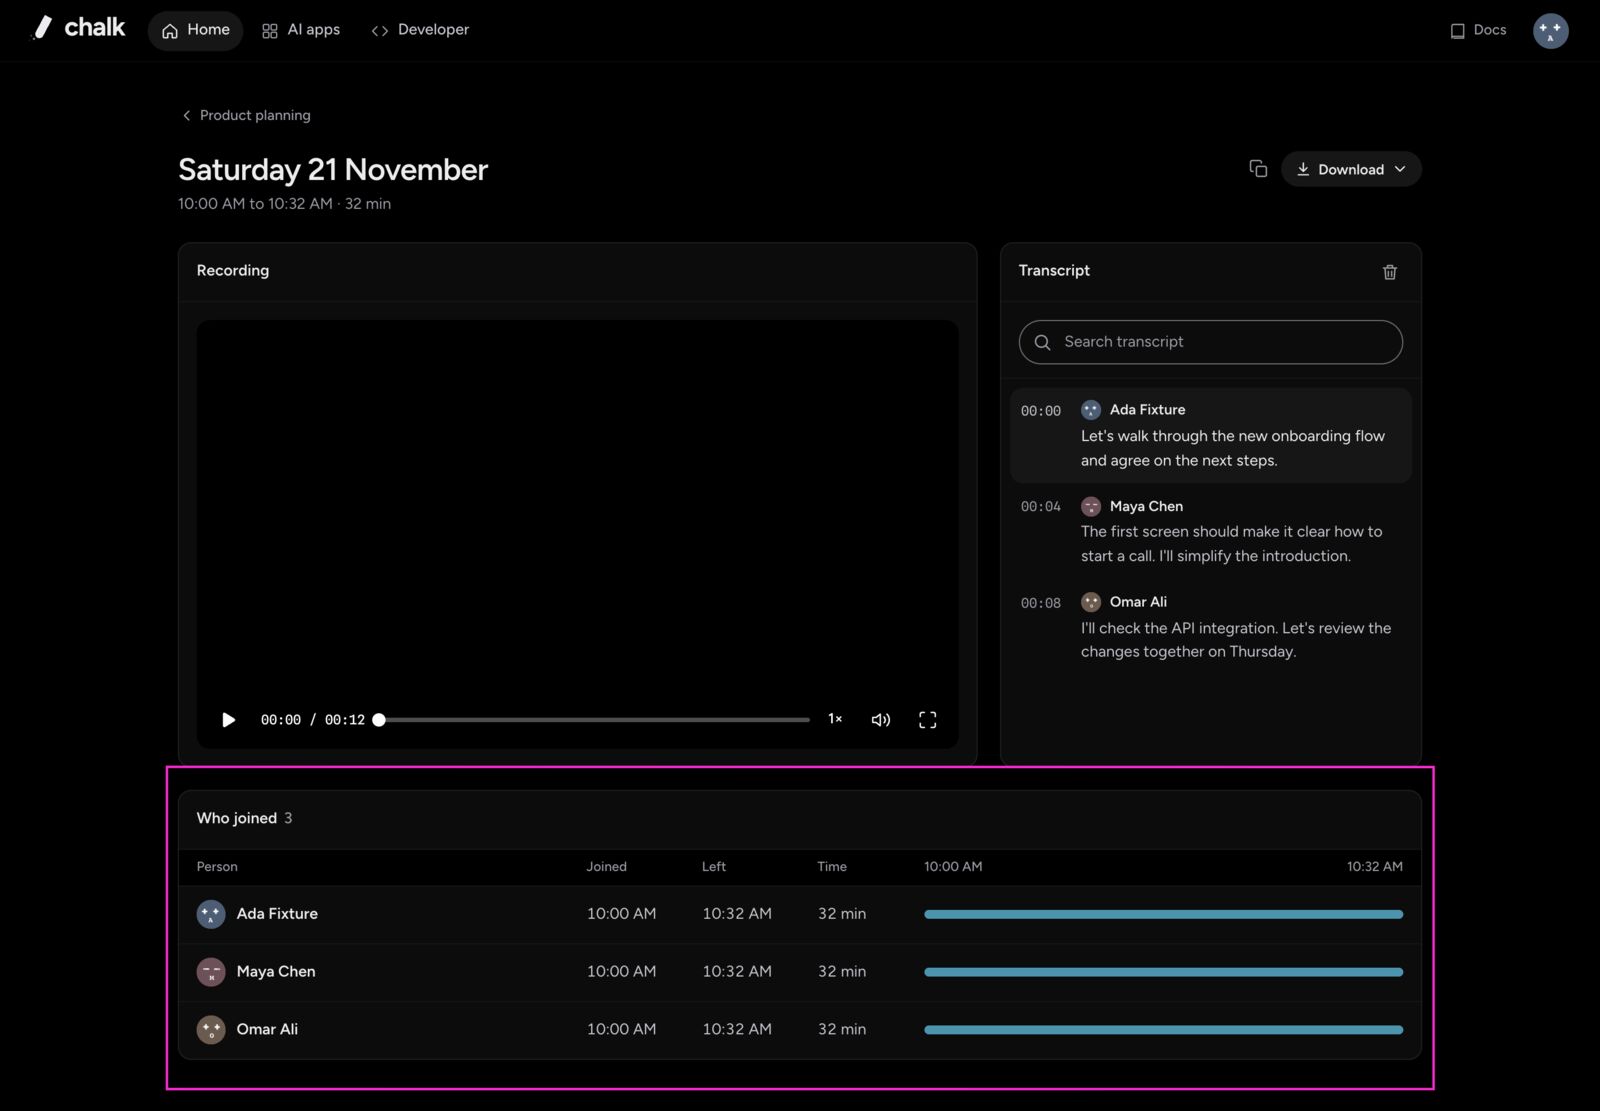 chalk
Home
AI apps
Developer
Docs
Product planning
Saturday 21 November
10:00 AM to 10:32 AM · 32 min
Download
Recording
00:00 / 00:12
1×
Transcript
Search transcript
00:00 Ada Fixture
Let's walk through the new onboarding flow
and agree on the next steps.
00:04 Maya Chen
The first screen should make it clear how to
start a call. I'll simplify the introduction.
00:08 Omar Ali
I'll check the API integration. Let's review the
changes together on Thursday.
Who joined 3
Person Joined Left Time 10:00 AM 10:32 AM
Ada Fixture 10:00 AM 10:32 AM 32 min
Maya Chen 10:00 AM 10:32 AM 32 min
Omar Ali 10:00 AM 10:32 AM 32 min